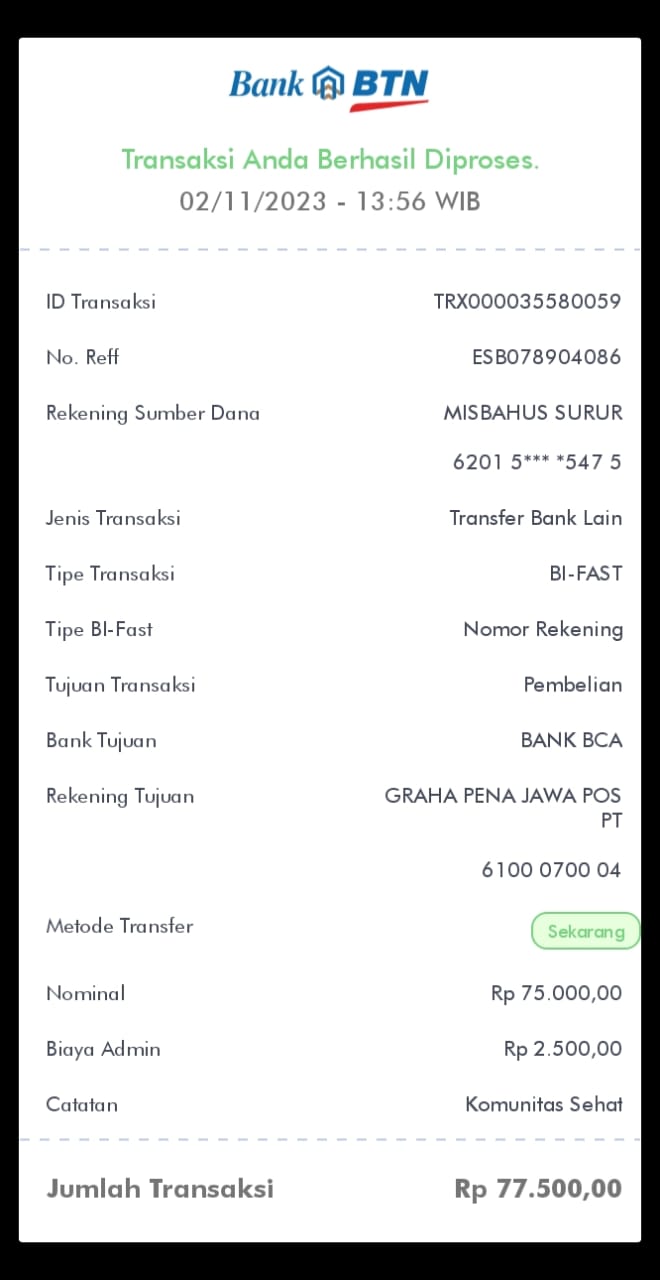 Bank BTN
Transaksi Anda Berhasil Diproses.
02/11/2023 - 13:56 WIB
ID Transaksi TRX000035580059
No. Reff ESB078904086
Rekening Sumber Dana MISBAHUS SURUR
6201 5*** *547 5
Jenis Transaksi Transfer Bank Lain
Tipe Transaksi BI-FAST
Tipe BI-Fast Nomor Rekening
Tujuan Transaksi Pembelian
Bank Tujuan BANK BCA
Rekening Tujuan GRAHA PENA JAWA POS
PT
6100 0700 04
Metode Transfer Sekarang
Nominal Rp 75.000,00
Biaya Admin Rp 2.500,00
Catatan Komunitas Sehat
Jumlah Transaksi Rp 77.500,00